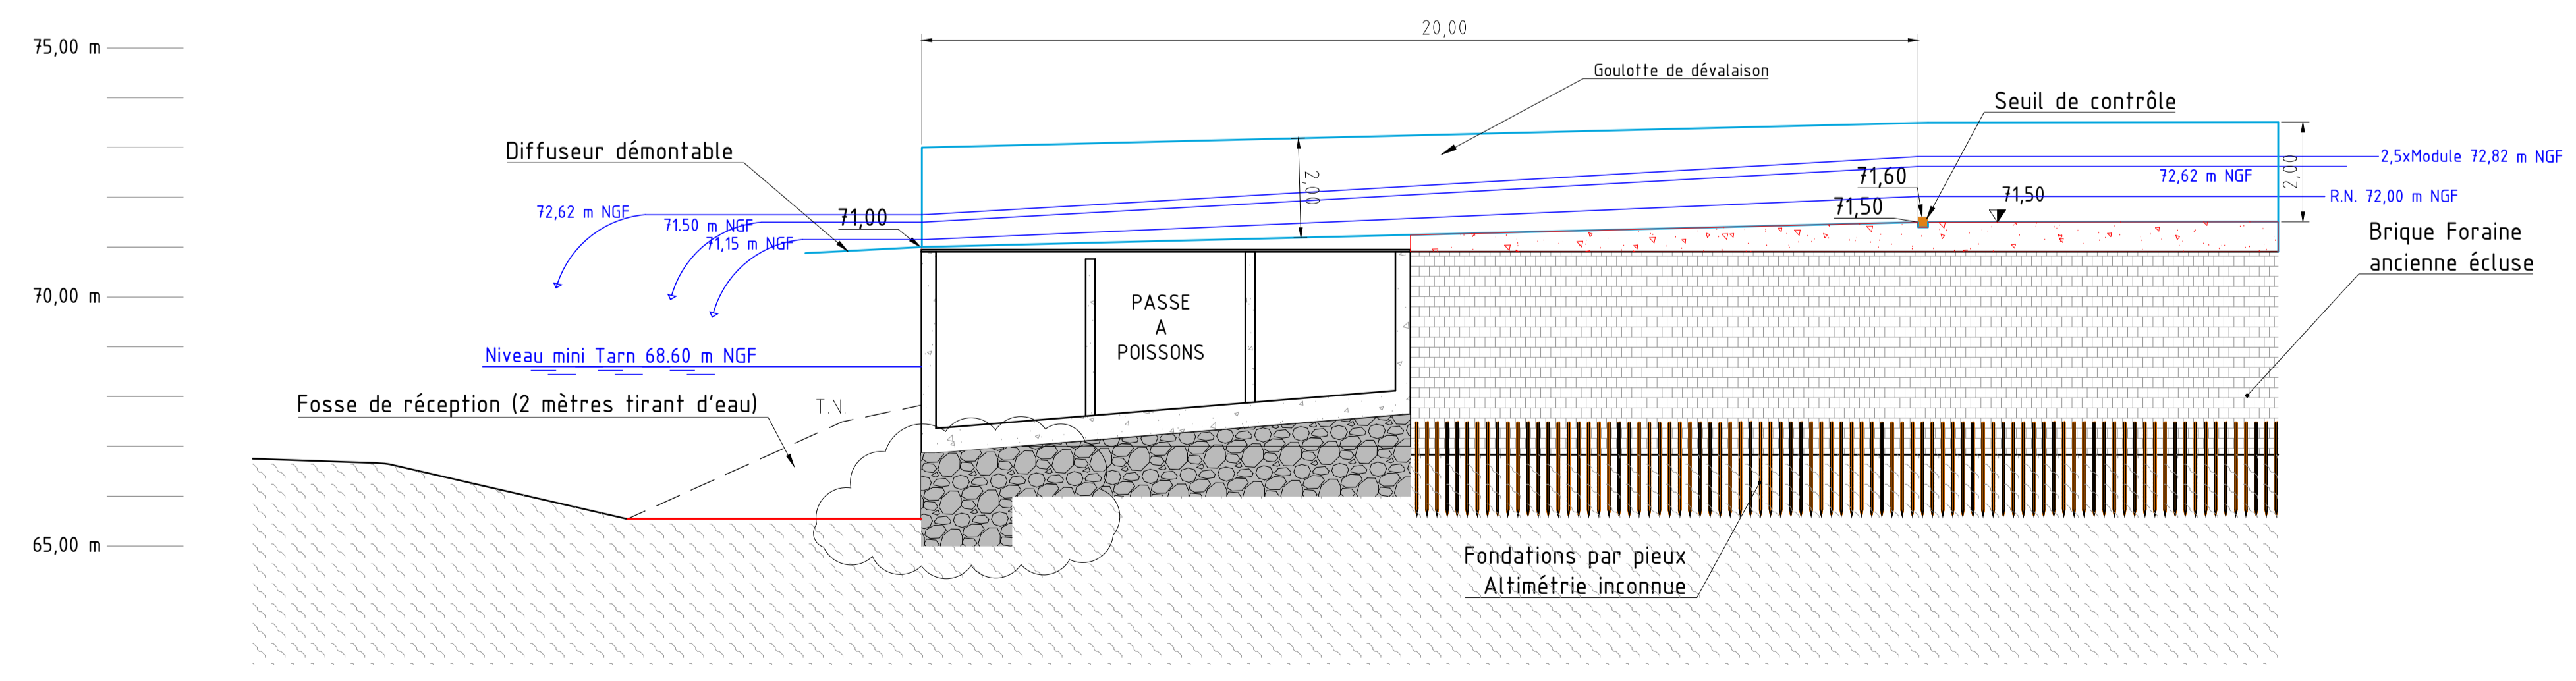 20,00
75,00 m
Goulotte de dévalaison
Seuil de contrôle
Diffuseur démontable
2,5xModule 72,82 m NGF
2,00
72,62 m NGF
2,00
71,60
R.N. 72,00 m NGF
71,50
71,50
72,62 m NGF
71.50 m NGF
71,15 m NGF
71,00
Brique Foraine
ancienne écluse
70,00 m
PASSE
A
POISSONS
Niveau mini Tarn 68.60 m NGF
Fosse de réception (2 mètres tirant d'eau)
T.N.
65,00 m
Fondations par pieux
Altimétrie inconnue